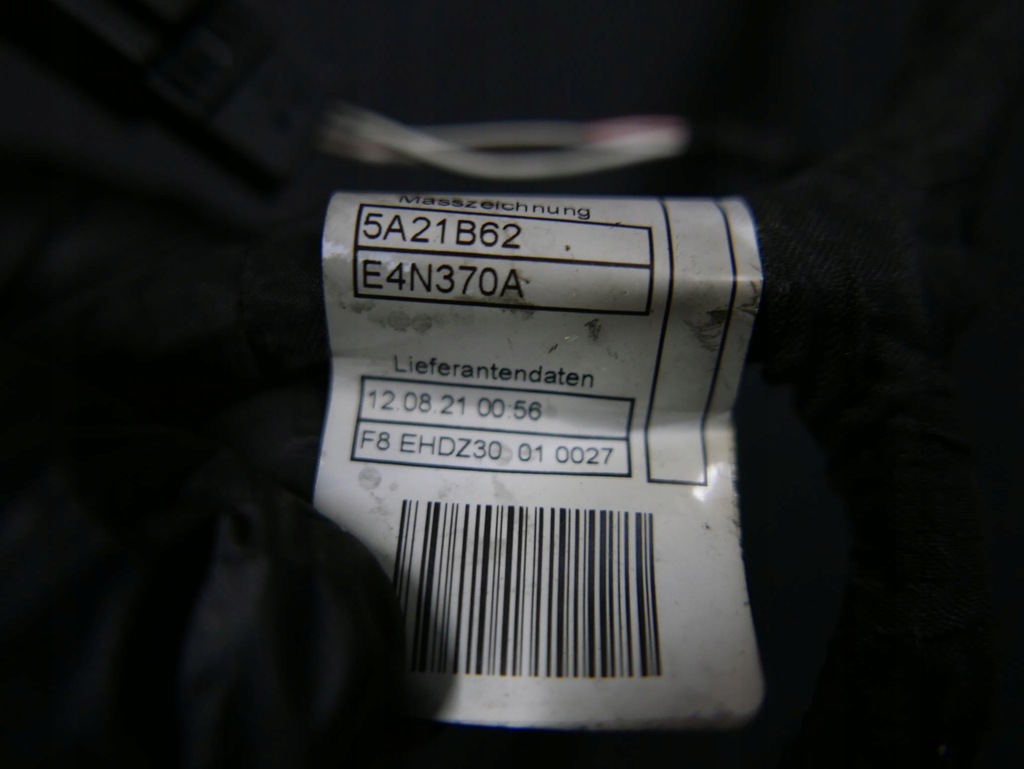 Masszeichnung
5A21B62
E4N370A
Lieferantendaten
12.08.21 00:56
F8 EHDZ30 01 0027